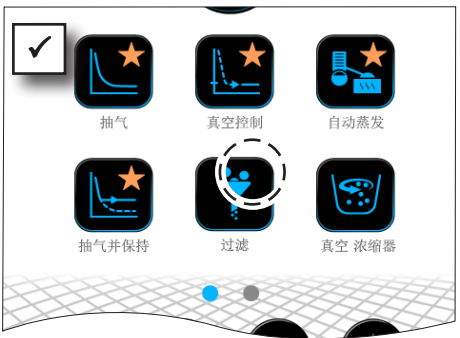 抽气
真空控制
自动蒸发
抽气并保持
过滤
真空 浓缩器